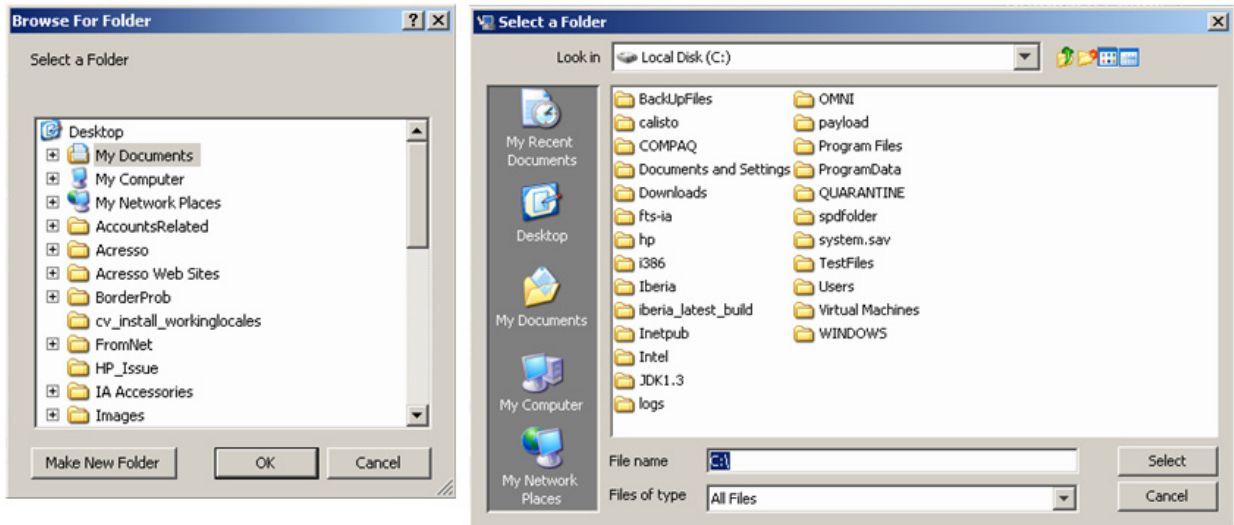 Browse For Folder
Select a Folder
Desktop
My Documents
My Computer
My Network Places
AccountsRelated
Acresso
Acresso Web Sites
BorderProb
cv_install_workinglocales
FromNet
HP_Issue
IA Accessories
Images
Make New Folder
OK
Cancel
Select a Folder
Look in
Local Disk (C:)
My Recent
Documents
Desktop
My Documents
My Computer
My Network
Places
BackUpFiles
calisto
COMPAQ
Documents and Settings
Downloads
fts-ia
hp
i386
Iberia
iberia_latest_build
Inetpub
Intel
JDK1.3
logs
OMNI
payload
Program Files
ProgramData
QUARANTINE
spdfolder
system.sav
TestFiles
Users
Virtual Machines
WINDOWS
File name
C:\
Select
Files of type
All Files
Cancel